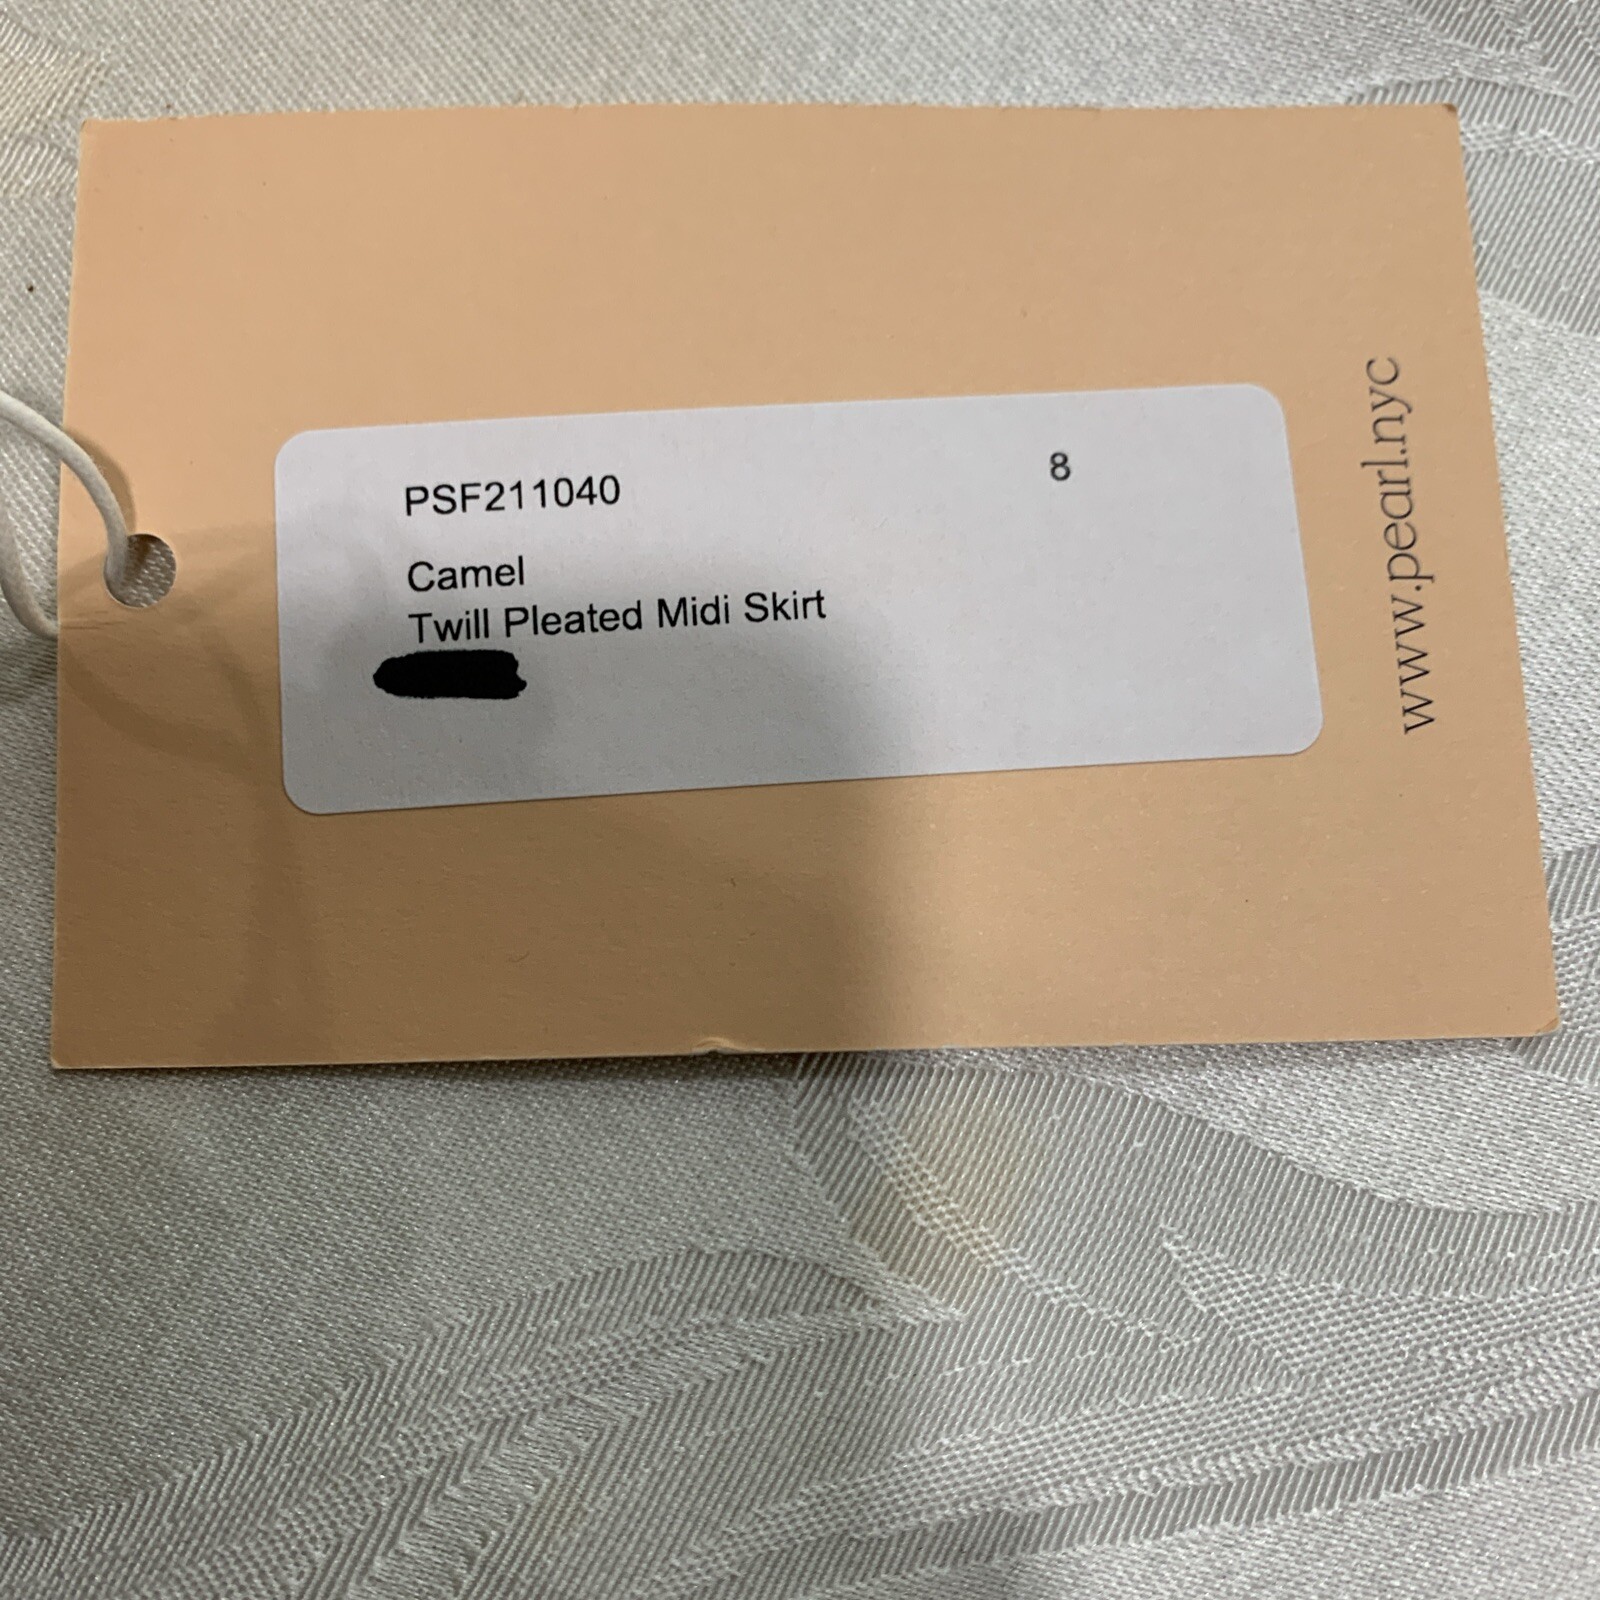 PSF211040 8
Camel
Twill Pleated Midi Skirt
www.pearl.nyc